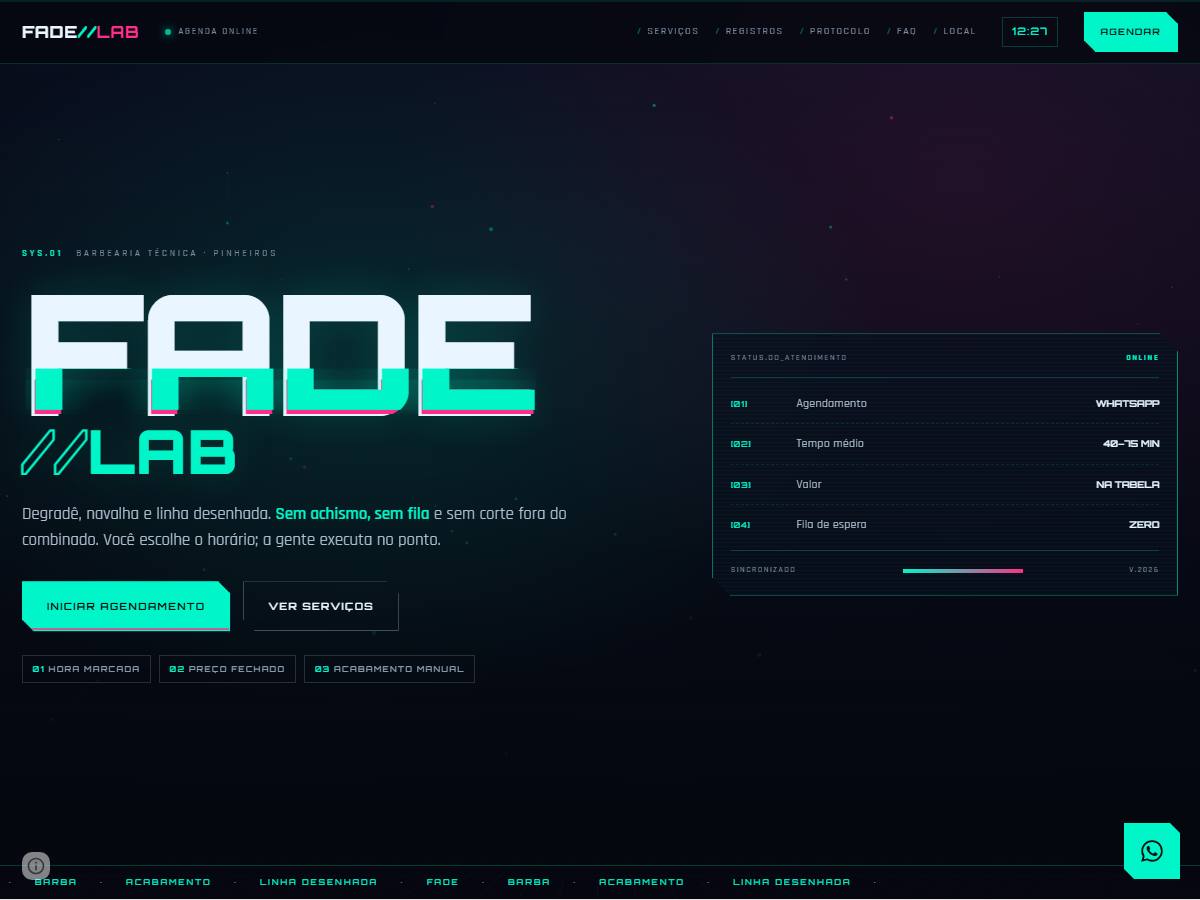 FADE//LAB
AGENDA ONLINE
/ SERVIÇOS / REGISTROS / PROTOCOLO / FAQ / LOCAL
12:27
AGENDAR
SYS.01 BARBEARIA TÉCNICA · PINHEIROS
FADE
//LAB
Degradê, navalha e linha desenhada. Sem achismo, sem fila e sem corte fora do
combinado. Você escolhe o horário; a gente executa no ponto.
INICIAR AGENDAMENTO
VER SERVIÇOS
01 HORA MARCADA
02 PREÇO FECHADO
03 ACABAMENTO MANUAL
STATUS.DO_ATENDIMENTO ONLINE
[01] Agendamento WHATSAPP
[02] Tempo médio 40–75 MIN
[03] Valor NA TABELA
[04] Fila de espera ZERO
SINCRONIZADO V.2026
· BARBA · ACABAMENTO · LINHA DESENHADA · FADE · BARBA · ACABAMENTO · LINHA DESENHADA ·